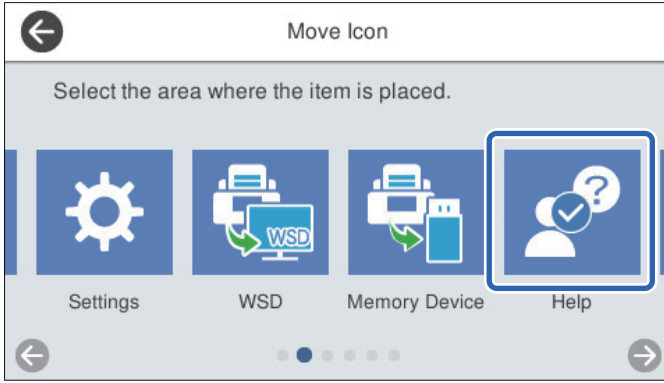 Move Icon
Select the area where the item is placed.
WSD
?
Settings
WSD
Memory Device
Help